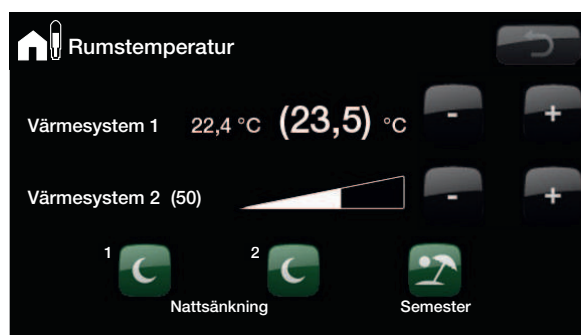 Rumstemperatur
Värmesystem 1 22,4 °C (23,5) °C - +
Värmesystem 2 (50) - +
1 2
Nattsänkning Semester